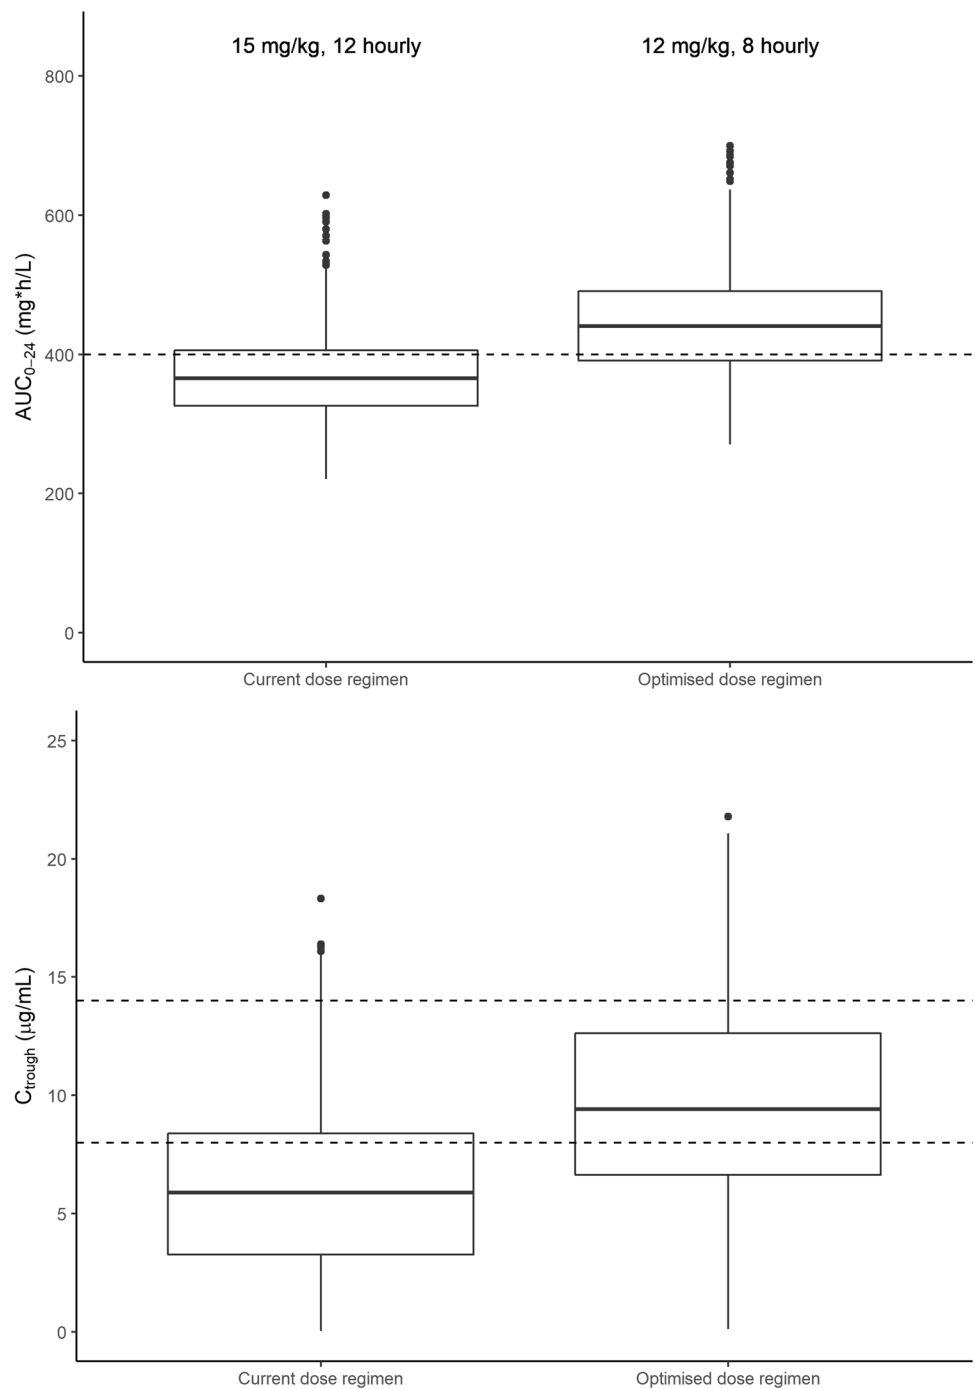 15 mg/kg, 12 hourly 12 mg/kg, 8 hourly
800
600
400
200
0
AUC₀₋₂₄ (mg*h/L)
Current dose regimen Optimised dose regimen
25
20
15
10
5
0
Ctrough (µg/mL)
Current dose regimen Optimised dose regimen